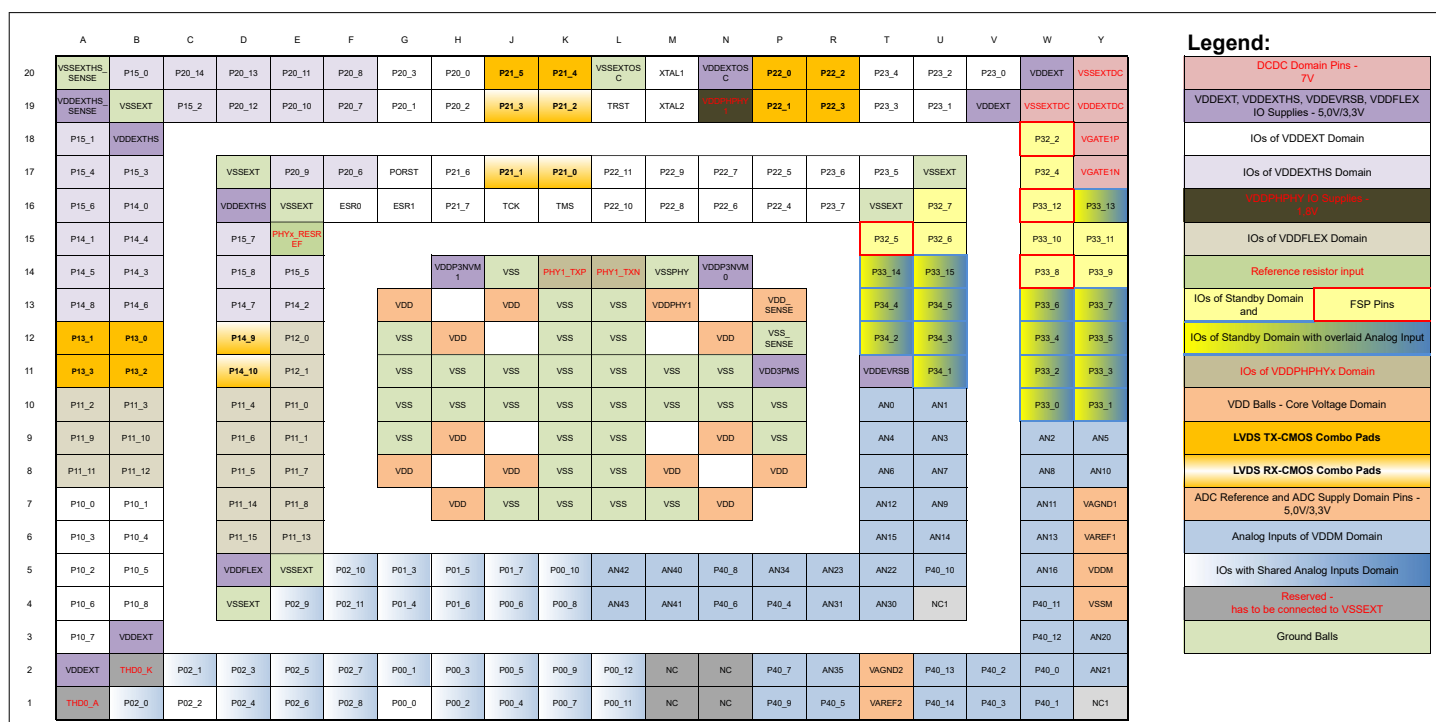 A B C D E F G H J K L M N P R T U V W Y
Legend:
20 VSSEXTHS_SENSE P15_0 P20_14 P20_13 P20_11 P20_8 P20_3 P20_0 P21_5 P21_4 VSSEXTOSC XTAL1 VDDEXTOSC P22_0 P22_2 P23_4 P23_2 P23_0 VDDEXT VSSEXTDC
19 VDDEXTHS_SENSE VSSEXT P15_2 P20_12 P20_10 P20_7 P20_1 P20_2 P21_3 P21_2 TRST XTAL2 P22_1 P22_3 P23_3 P23_1 VDDEXT VSSEXTDC VDDEXTDC
18 P15_1 VDDEXTHS P32_2 VGATE1P
17 P15_4 P15_3 VSSEXT P20_9 P20_6 PORST P21_6 P21_1 P21_0 P22_11 P22_9 P22_7 P22_5 P23_6 P23_5 VSSEXT P32_4 VGATE1N
16 P15_6 P14_0 VDDEXTHS VSSEXT ESR0 ESR1 P21_7 TCK TMS P22_10 P22_8 P22_6 P22_4 P23_7 VSSEXT P32_7 P33_12 P33_13
15 P14_1 P14_4 P15_7 PHYx_RESREF P32_5 P32_6 P33_10 P33_11
14 P14_5 P14_3 P15_8 P15_5 VDDP3NVM1 VSS PHY1_TXP PHY1_TXN VSSPHY VDDP3NVM0 P33_14 P33_15 P33_8 P33_9
13 P14_8 P14_6 P14_7 P14_2 VDD VDD VSS VSS VDDPHY1 VDD_SENSE P34_4 P34_5 P33_6 P33_7
12 P13_1 P13_0 P14_9 P12_0 VSS VDD VSS VSS VDD VSS_SENSE P34_2 P34_3 P33_4 P33_5
11 P13_3 P13_2 P14_10 P12_1 VSS VSS VSS VSS VSS VSS VSS VDD3PMS VDDEVRSB P34_1 P33_2 P33_3
10 P11_2 P11_3 P11_4 P11_0 VSS VSS VSS VSS VSS VSS VSS VSS AN0 AN1 P33_0 P33_1
9 P11_9 P11_10 P11_6 P11_1 VSS VDD VSS VSS VDD VSS AN4 AN3 AN2 AN5
8 P11_11 P11_12 P11_5 P11_7 VDD VDD VSS VSS VDD VDD AN6 AN7 AN8 AN10
7 P10_0 P10_1 P11_14 P11_8 VDD VSS VSS VSS VSS VDD AN12 AN9 AN11 VAGND1
6 P10_3 P10_4 P11_15 P11_13 AN15 AN14 AN13 VAREF1
5 P10_2 P10_5 VDDFLEX VSSEXT P02_10 P01_3 P01_5 P01_7 P00_10 AN42 AN40 P40_8 AN34 AN23 AN22 P40_10 AN16 VDDM
4 P10_6 P10_8 VSSEXT P02_9 P02_11 P01_4 P01_6 P00_6 P00_8 AN43 AN41 P40_6 P40_4 AN31 AN30 NC1 P40_11 VSSM
3 P10_7 VDDEXT P40_12 AN20
2 VDDEXT THD0_K P02_1 P02_3 P02_5 P02_7 P00_1 P00_3 P00_5 P00_9 P00_12 NC NC P40_7 AN35 VAGND2 P40_13 P40_2 P40_0 AN21
1 THD0_A P02_0 P02_2 P02_4 P02_6 P02_8 P00_0 P00_2 P00_4 P00_7 P00_11 NC NC P40_9 P40_5 VAREF2 P40_14 P40_3 P40_1 NC1
DCDC Domain Pins -
7V
VDDEXT, VDDEXTHS, VDDEVRSB, VDDFLEX
IO Supplies - 5,0V/3,3V
IOs of VDDEXT Domain
IOs of VDDEXTHS Domain
VDDPHPHY IO Supplies -
1.8V
IOs of VDDFLEX Domain
Reference resistor input
IOs of Standby Domain
and
FSP Pins
IOs of Standby Domain with overlaid Analog Input
IOs of VDDPHPHYx Domain
VDD Balls - Core Voltage Domain
LVDS TX-CMOS Combo Pads
LVDS RX-CMOS Combo Pads
ADC Reference and ADC Supply Domain Pins -
5,0V/3,3V
Analog Inputs of VDDM Domain
IOs with Shared Analog Inputs Domain
Reserved -
has to be connected to VSSEXT
Ground Balls